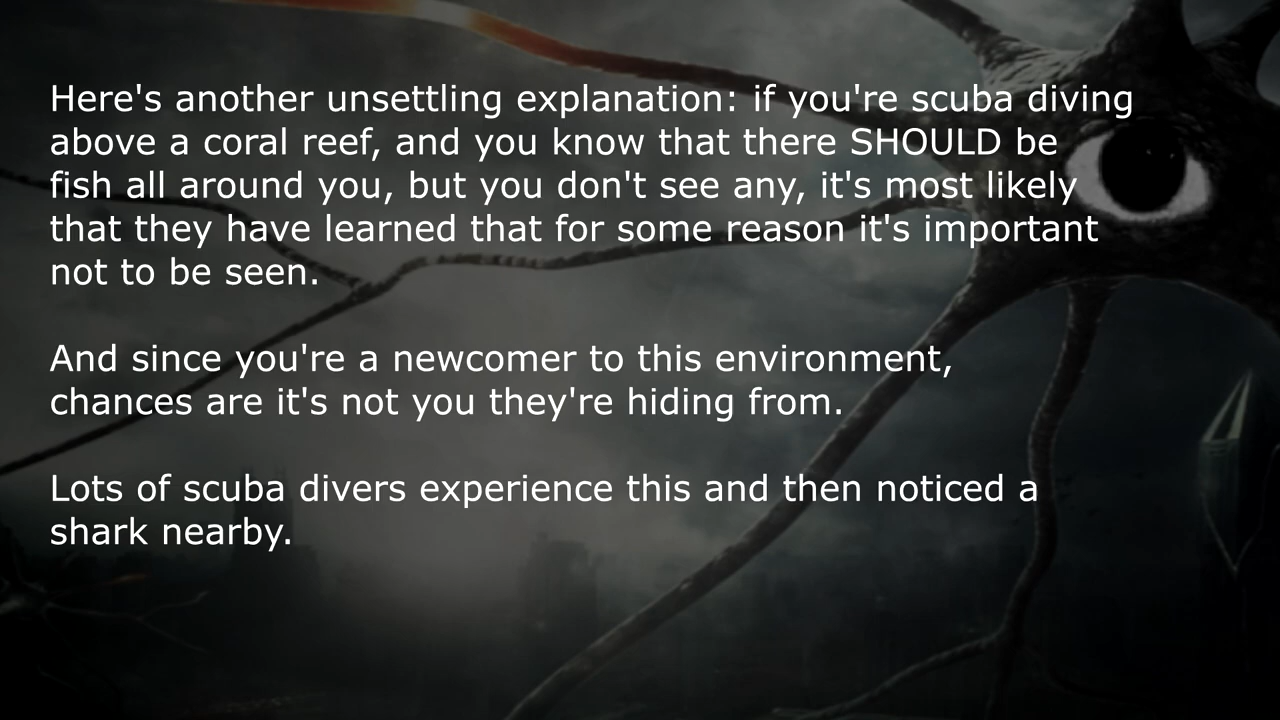 Here's another unsettling explanation: if you're scuba diving
above a coral reef, and you know that there SHOULD be
fish all around you, but you don't see any, it's most likely
that they have learned that for some reason it's important
not to be seen.
And since you're a newcomer to this environment,
chances are it's not you they're hiding from.
Lots of scuba divers experience this and then noticed a
shark nearby.